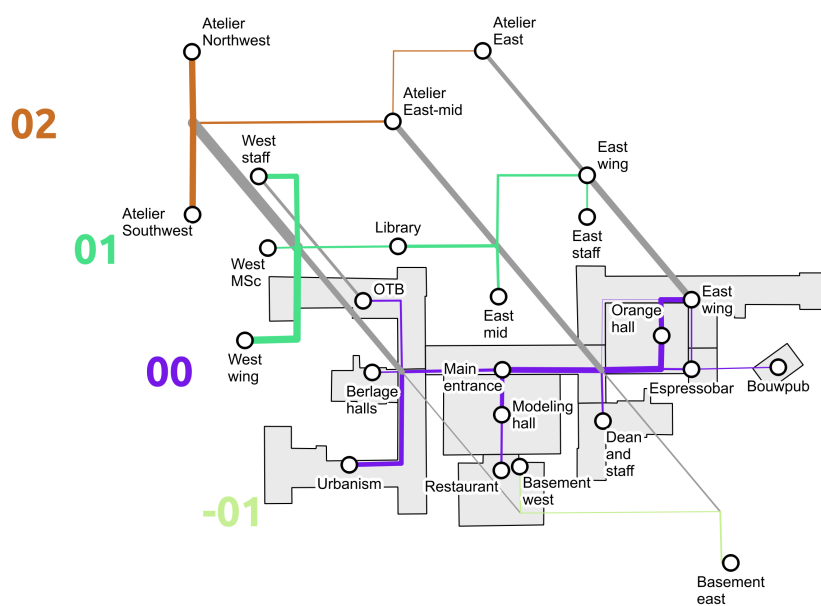 Atelier
Northwest
Atelier
East
02
Atelier
East-mid
West
staff
East
wing
Atelier
Southwest
01
Library
East
staff
West
MSc
OTB
East
mid
East
wing
Orange
hall
West
wing
00
Main
entrance
Berlage
halls
Espressobar
Bouwpub
Modeling
hall
Dean
and
staff
Urbanism
Restaurant
Basement
west
-01
Basement
east